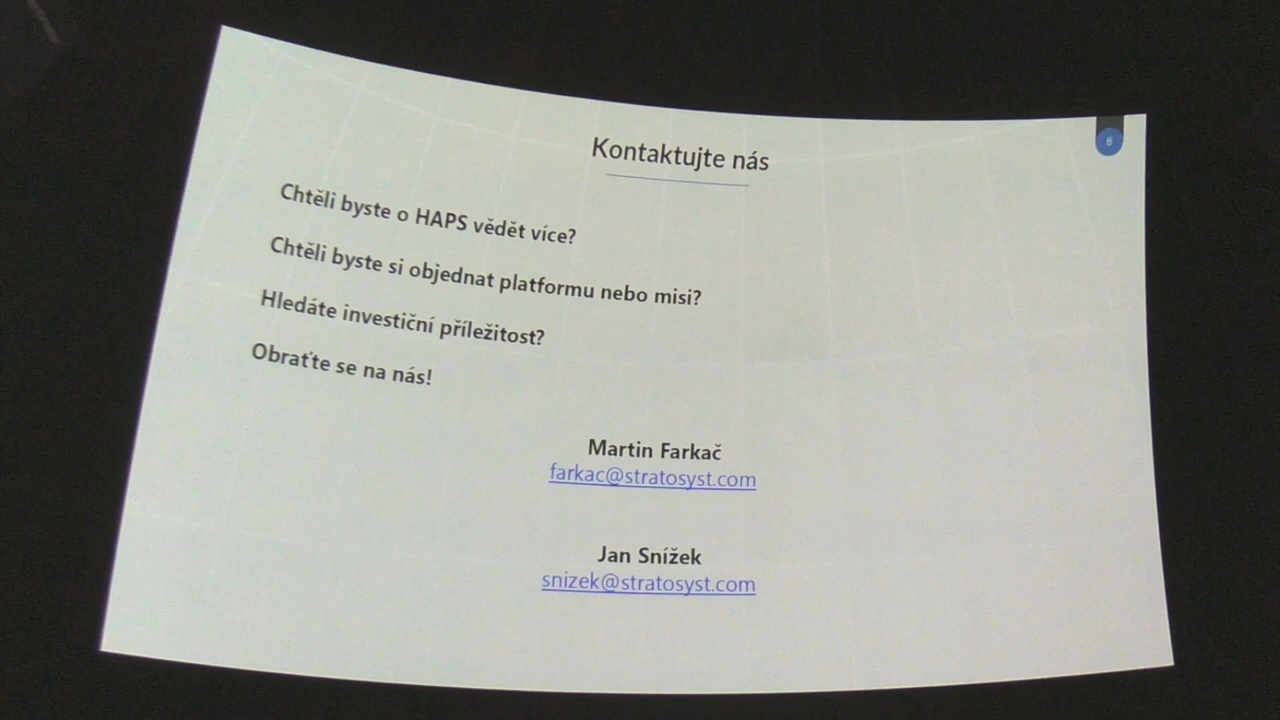 Kontaktujte nás
8
Chtěli byste o HAPS vědět více?
Chtěli byste si objednat platformu nebo misi?
Hledáte investiční příležitost?
Obraťte se na nás!
Martin Farkač
farkac@stratosyst.com
Jan Snížek
snizek@stratosyst.com